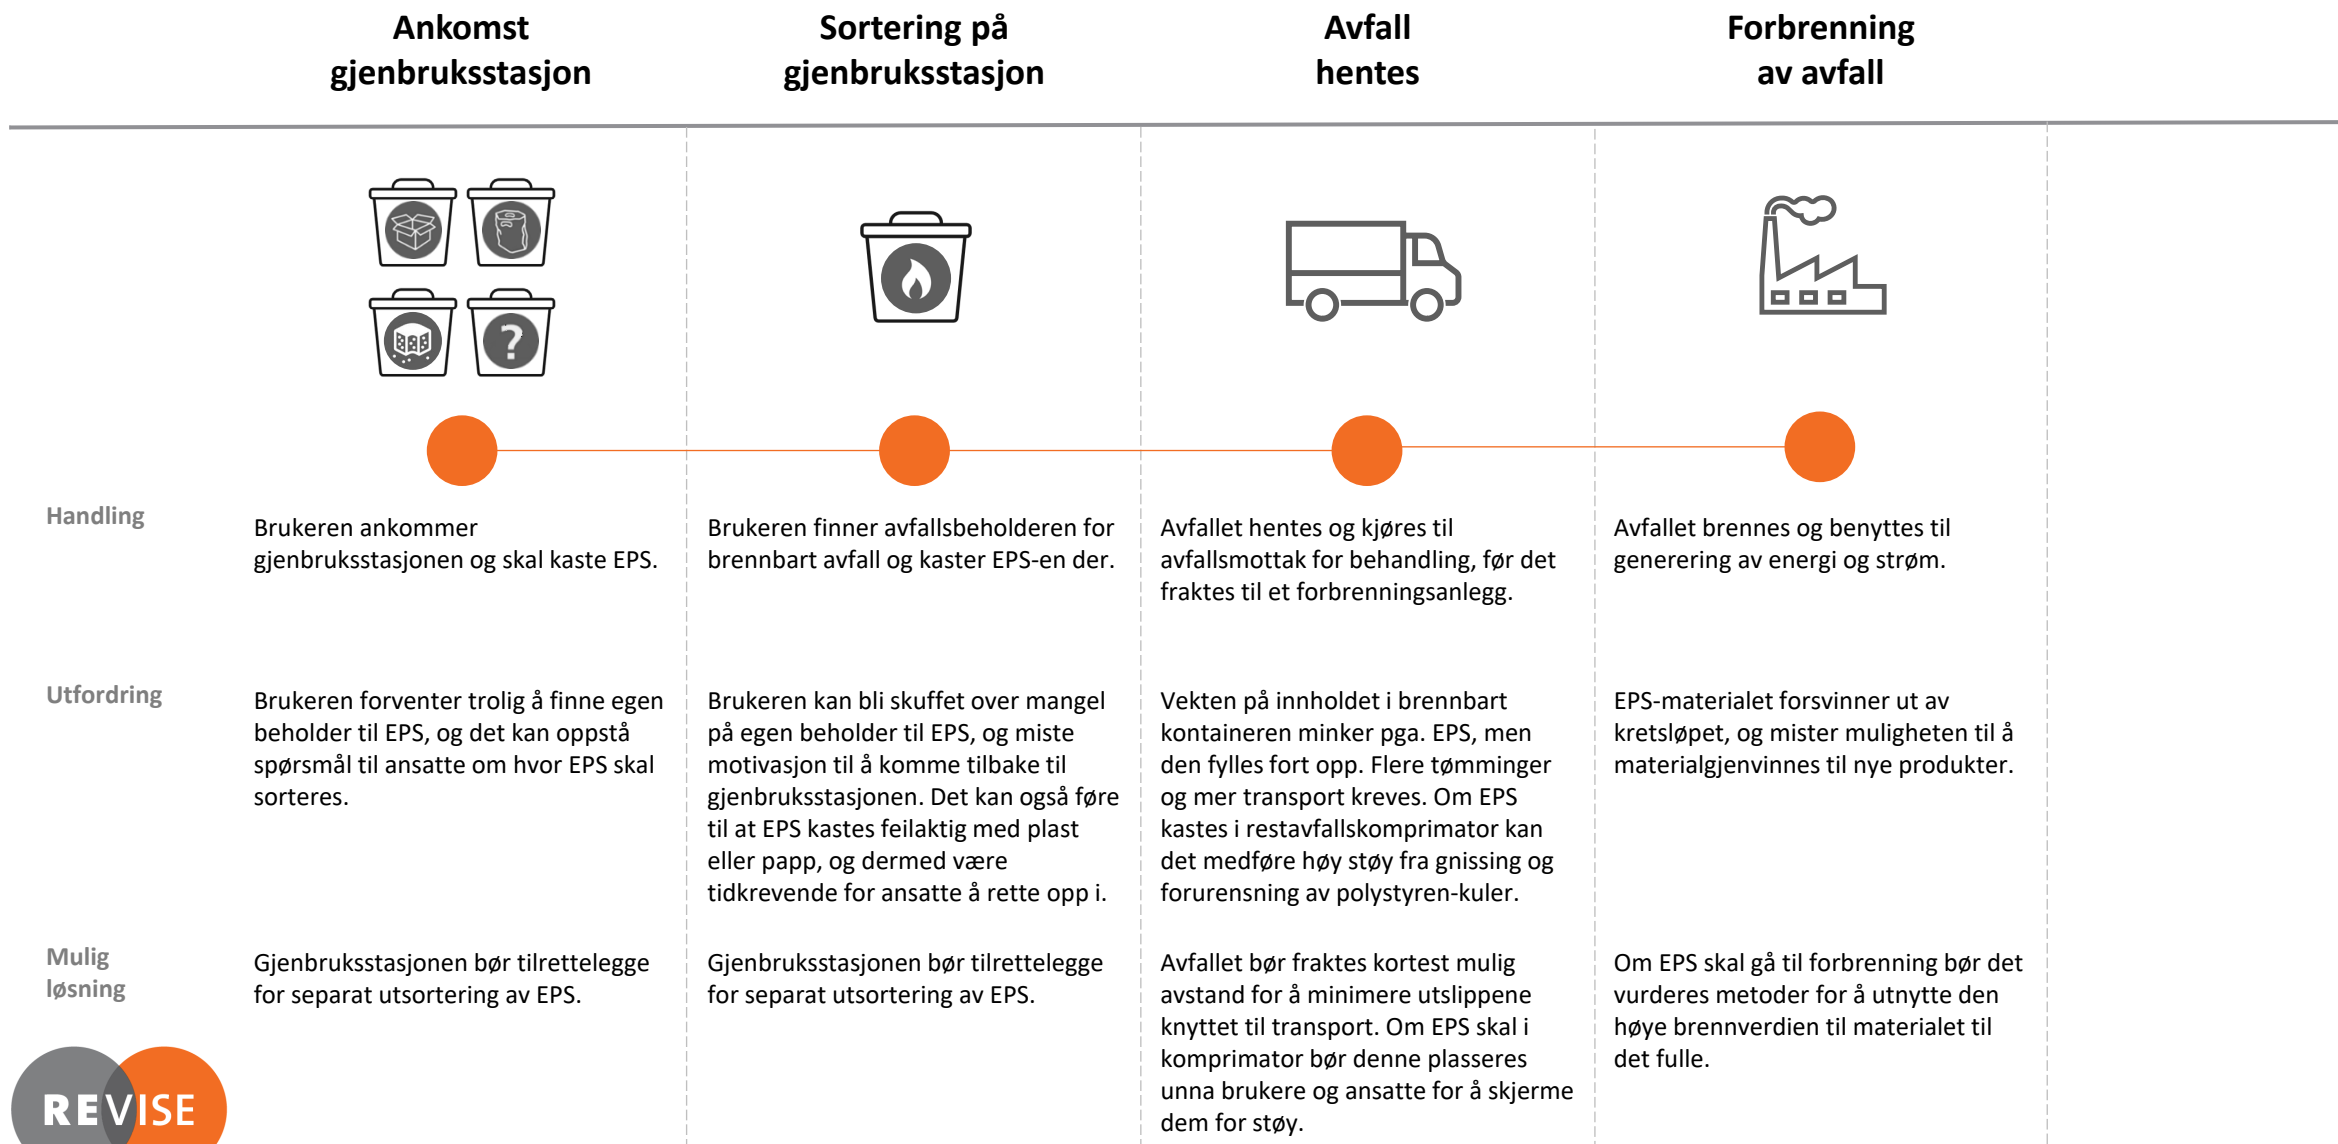 Ankomst
gjenbruksstasjon
Sortering på
gjenbruksstasjon
Avfall
hentes
Forbrenning
av avfall
?
Handling
Brukeren ankommer
gjenbruksstasjonen og skal kaste EPS.
Brukeren finner avfallsbeholderen for
brennbart avfall og kaster EPS-en der.
Avfallet hentes og kjøres til
avfallsmottak for behandling, før det
fraktes til et forbrenningsanlegg.
Avfallet brennes og benyttes til
generering av energi og strøm.
Utfordring
Brukeren forventer trolig å finne egen
beholder til EPS, og det kan oppstå
spørsmål til ansatte om hvor EPS skal
sorteres.
Brukeren kan bli skuffet over mangel
på egen beholder til EPS, og miste
motivasjon til å komme tilbake til
gjenbruksstasjonen. Det kan også føre
til at EPS kastes feilaktig med plast
eller papp, og dermed være
tidkrevende for ansatte å rette opp i.
Vekten på innholdet i brennbart
kontaineren minker pga. EPS, men
den fylles fort opp. Flere tømminger
og mer transport kreves. Om EPS
kastes i restavfallskomprimator kan
det medføre høy støy fra gnissing og
forurensning av polystyren-kuler.
EPS-materialet forsvinner ut av
kretsløpet, og mister muligheten til å
materialgjenvinnes til nye produkter.
Mulig
løsning
Gjenbruksstasjonen bør tilrettelegge
for separat utsortering av EPS.
Gjenbruksstasjonen bør tilrettelegge
for separat utsortering av EPS.
Avfallet bør fraktes kortest mulig
avstand for å minimere utslippene
knyttet til transport. Om EPS skal i
komprimator bør denne plasseres
unna brukere og ansatte for å skjerme
dem for støy.
Om EPS skal gå til forbrenning bør det
vurderes metoder for å utnytte den
høye brennverdien til materialet til
det fulle.
REVISE